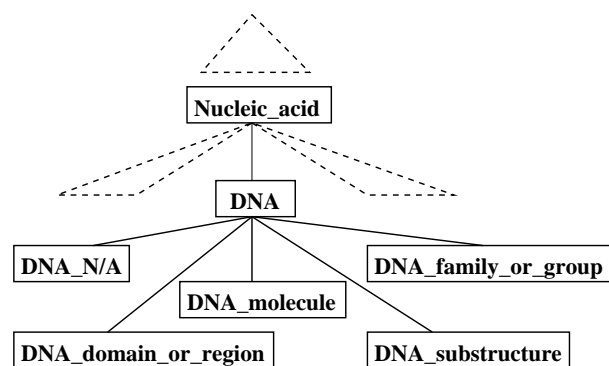 Nucleic_acid
DNA
DNA_N/A
DNA_family_or_group
DNA_molecule
DNA_domain_or_region
DNA_substructure